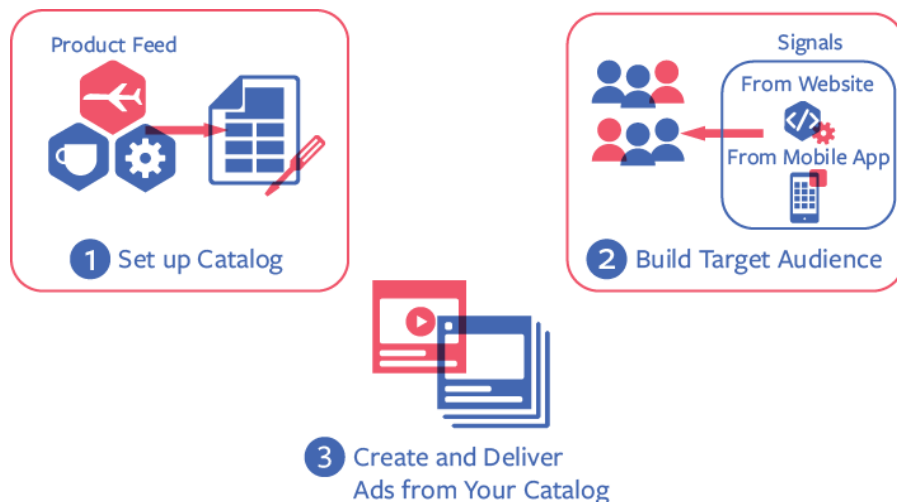 Product Feed
1 Set up Catalog
Signals
From Website
</>
From Mobile App
2 Build Target Audience
3 Create and Deliver
Ads from Your Catalog